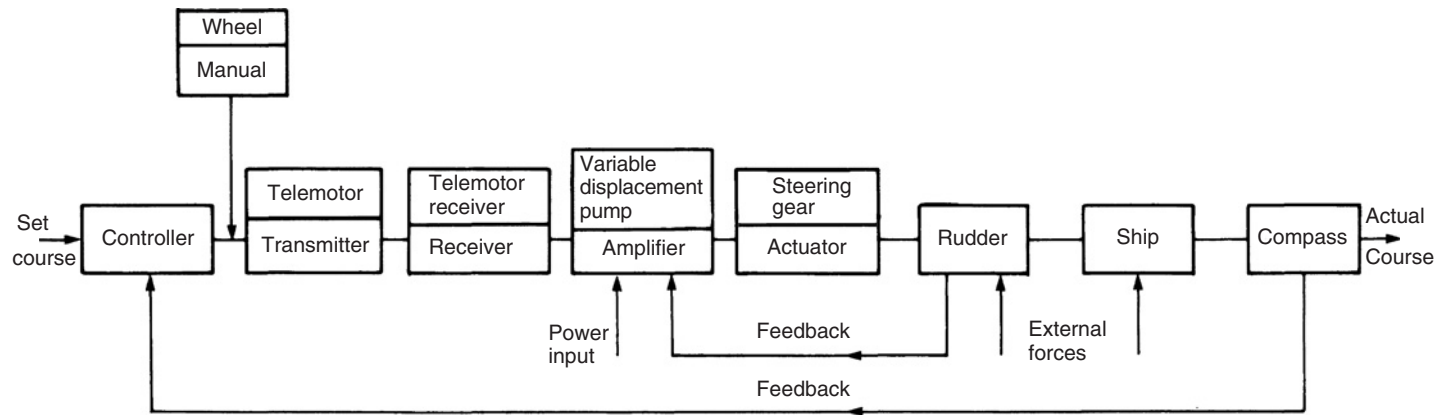 Wheel
Manual
Set
course
Controller
Telemotor
Transmitter
Telemotor
receiver
Receiver
Variable
displacement
pump
Amplifier
Steering
gear
Actuator
Rudder
Ship
Compass
Actual
Course
Power
input
Feedback
External
forces
Feedback